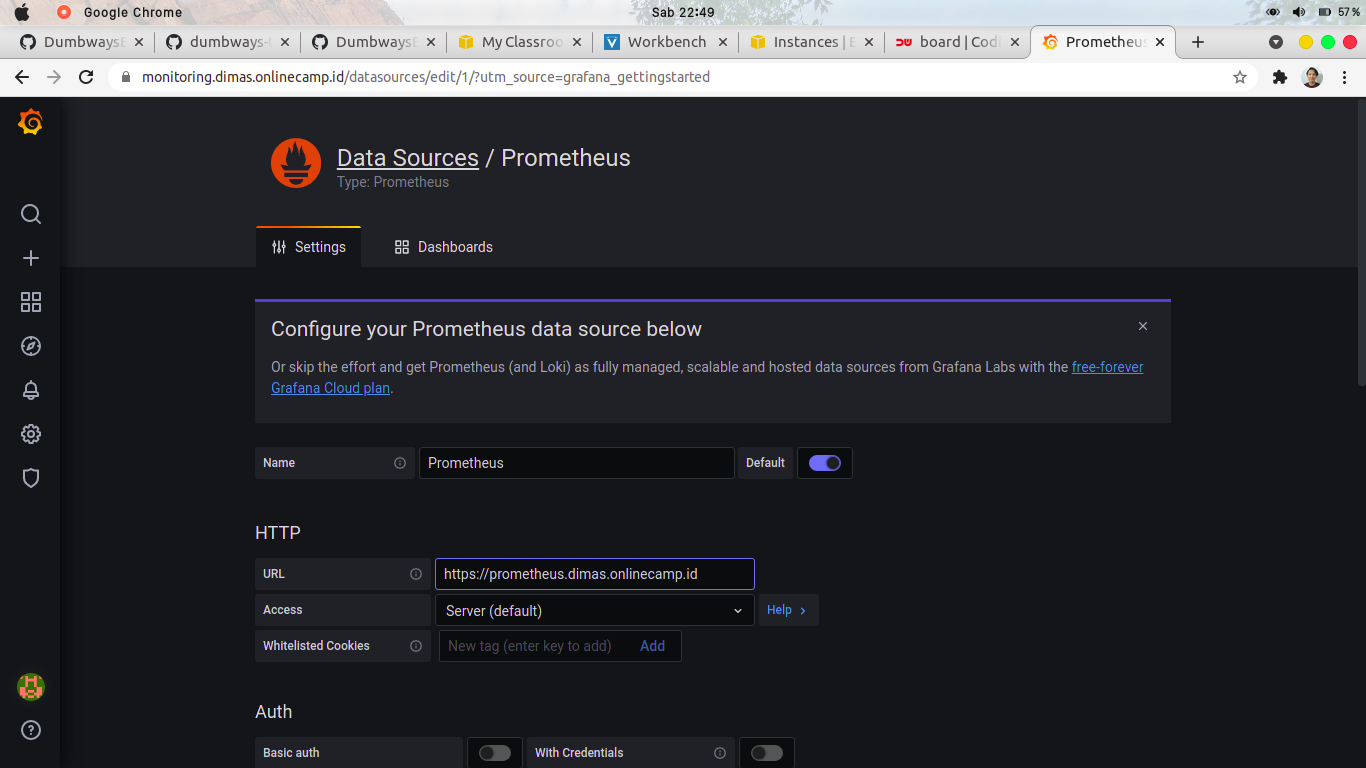 Google Chrome
Sab 22:49
57 %
DumbwaysE
dumbways-
DumbwaysE
My Classroo
Workbench
Instances | E
board | Codi
Prometheus
monitoring.dimas.onlinecamp.id/datasources/edit/1/?utm_source=grafana_gettingstarted
Data Sources / Prometheus
Type: Prometheus
Settings
Dashboards
Configure your Prometheus data source below
Or skip the effort and get Prometheus (and Loki) as fully managed, scalable and hosted data sources from Grafana Labs with the free-forever
Grafana Cloud plan.
Name
Prometheus
Default
HTTP
URL
https://prometheus.dimas.onlinecamp.id
Access
Server (default)
Help
Whitelisted Cookies
New tag (enter key to add)
Add
Auth
Basic auth
With Credentials